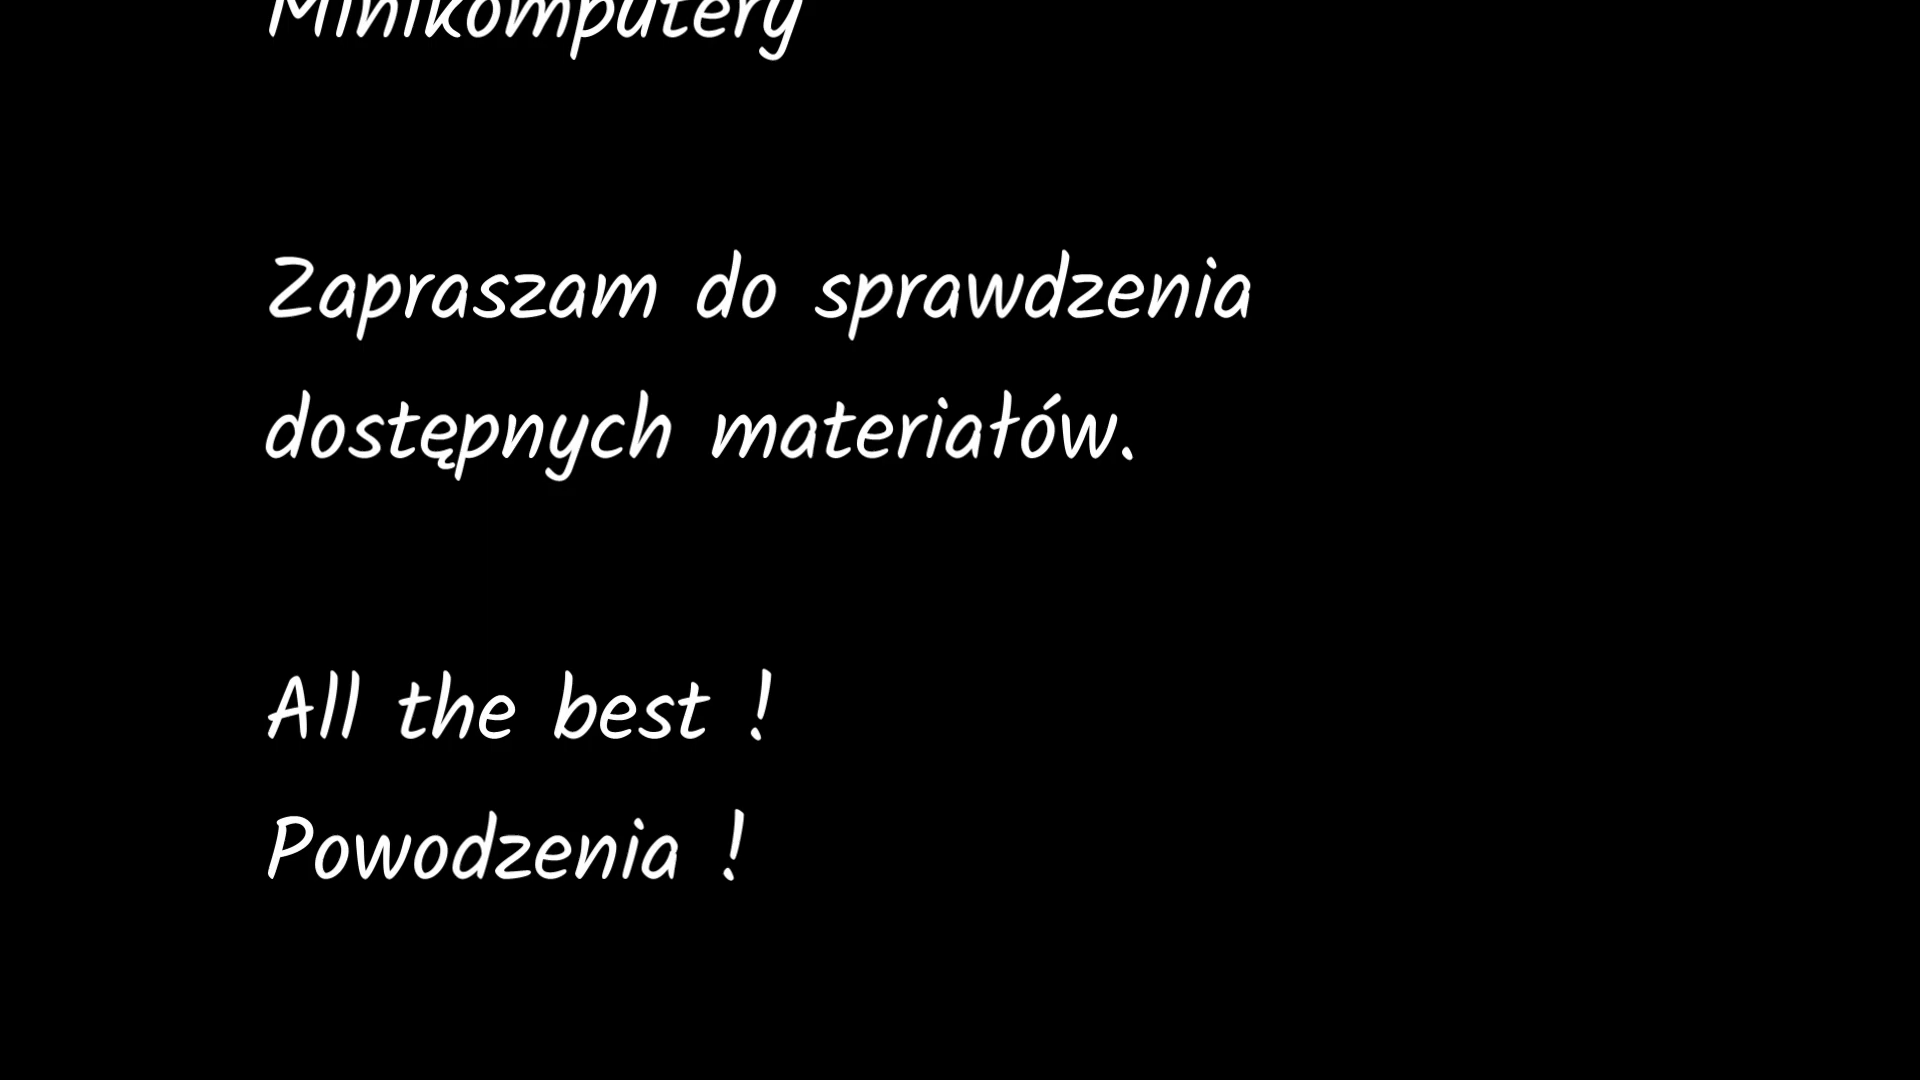 Minikomputery
Zapraszam do sprawdzenia
dostępnych materiałów.
All the best !
Powodzenia !